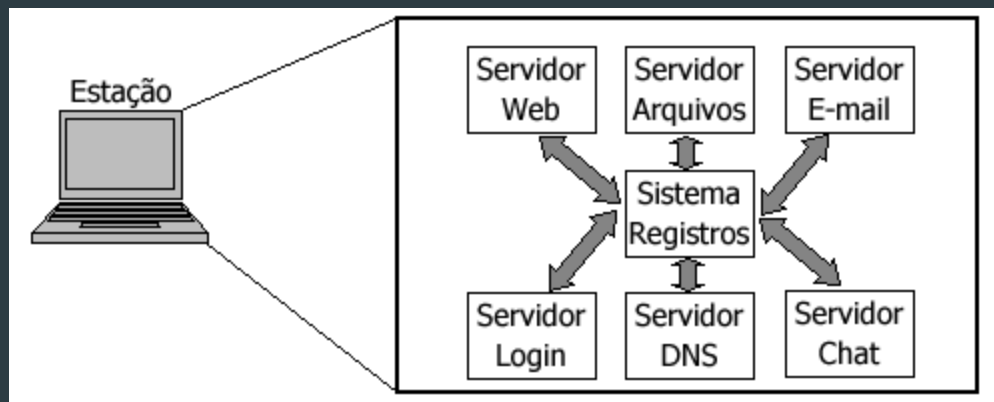 Estação
Servidor
Web
Servidor
Arquivos
Servidor
E-mail
Sistema
Registros
Servidor
Login
Servidor
DNS
Servidor
Chat